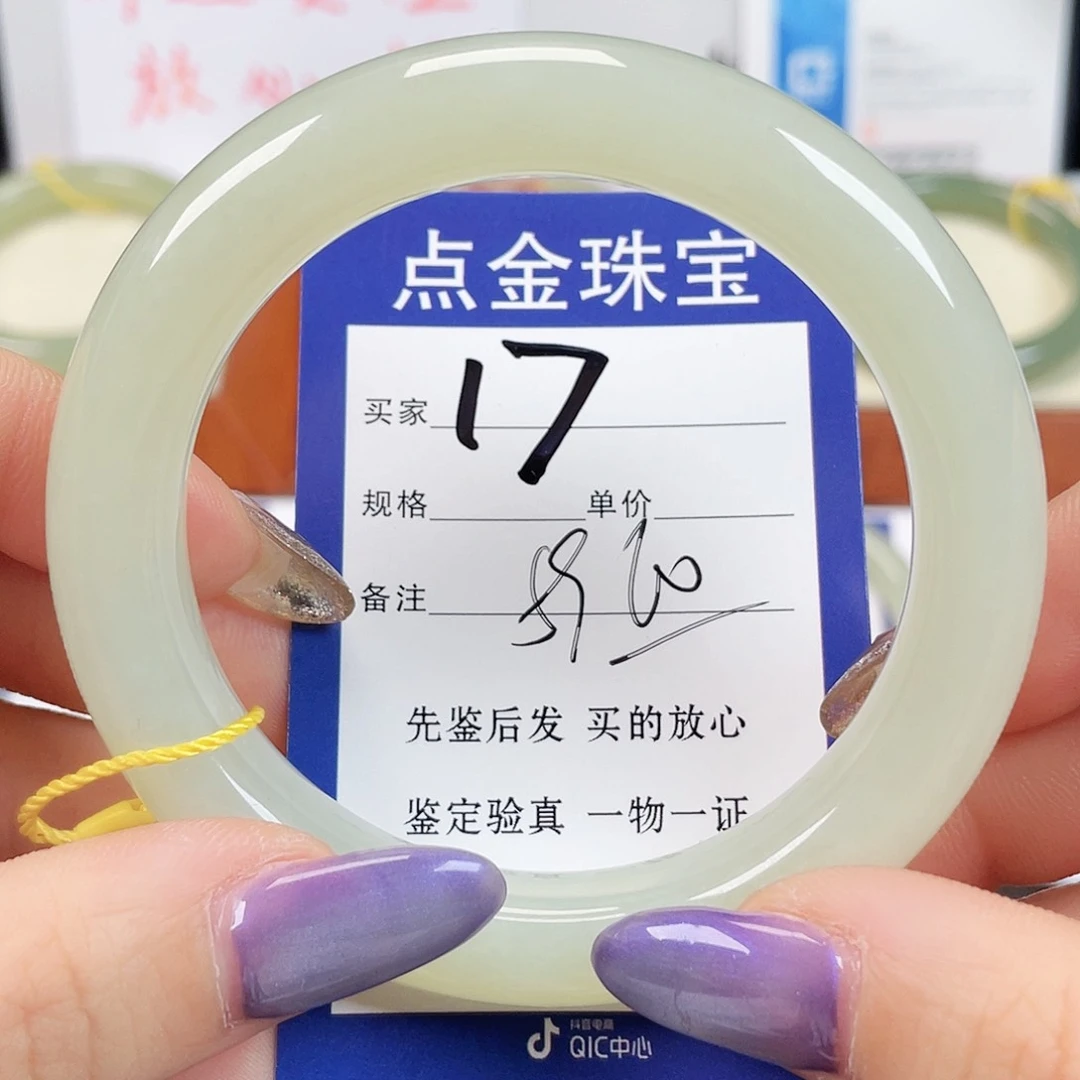 点金珠宝
买家 17
规格 单价
备注
先鉴后发 买的放心
鉴定验真 一物一证
抖音电商
QIC中心